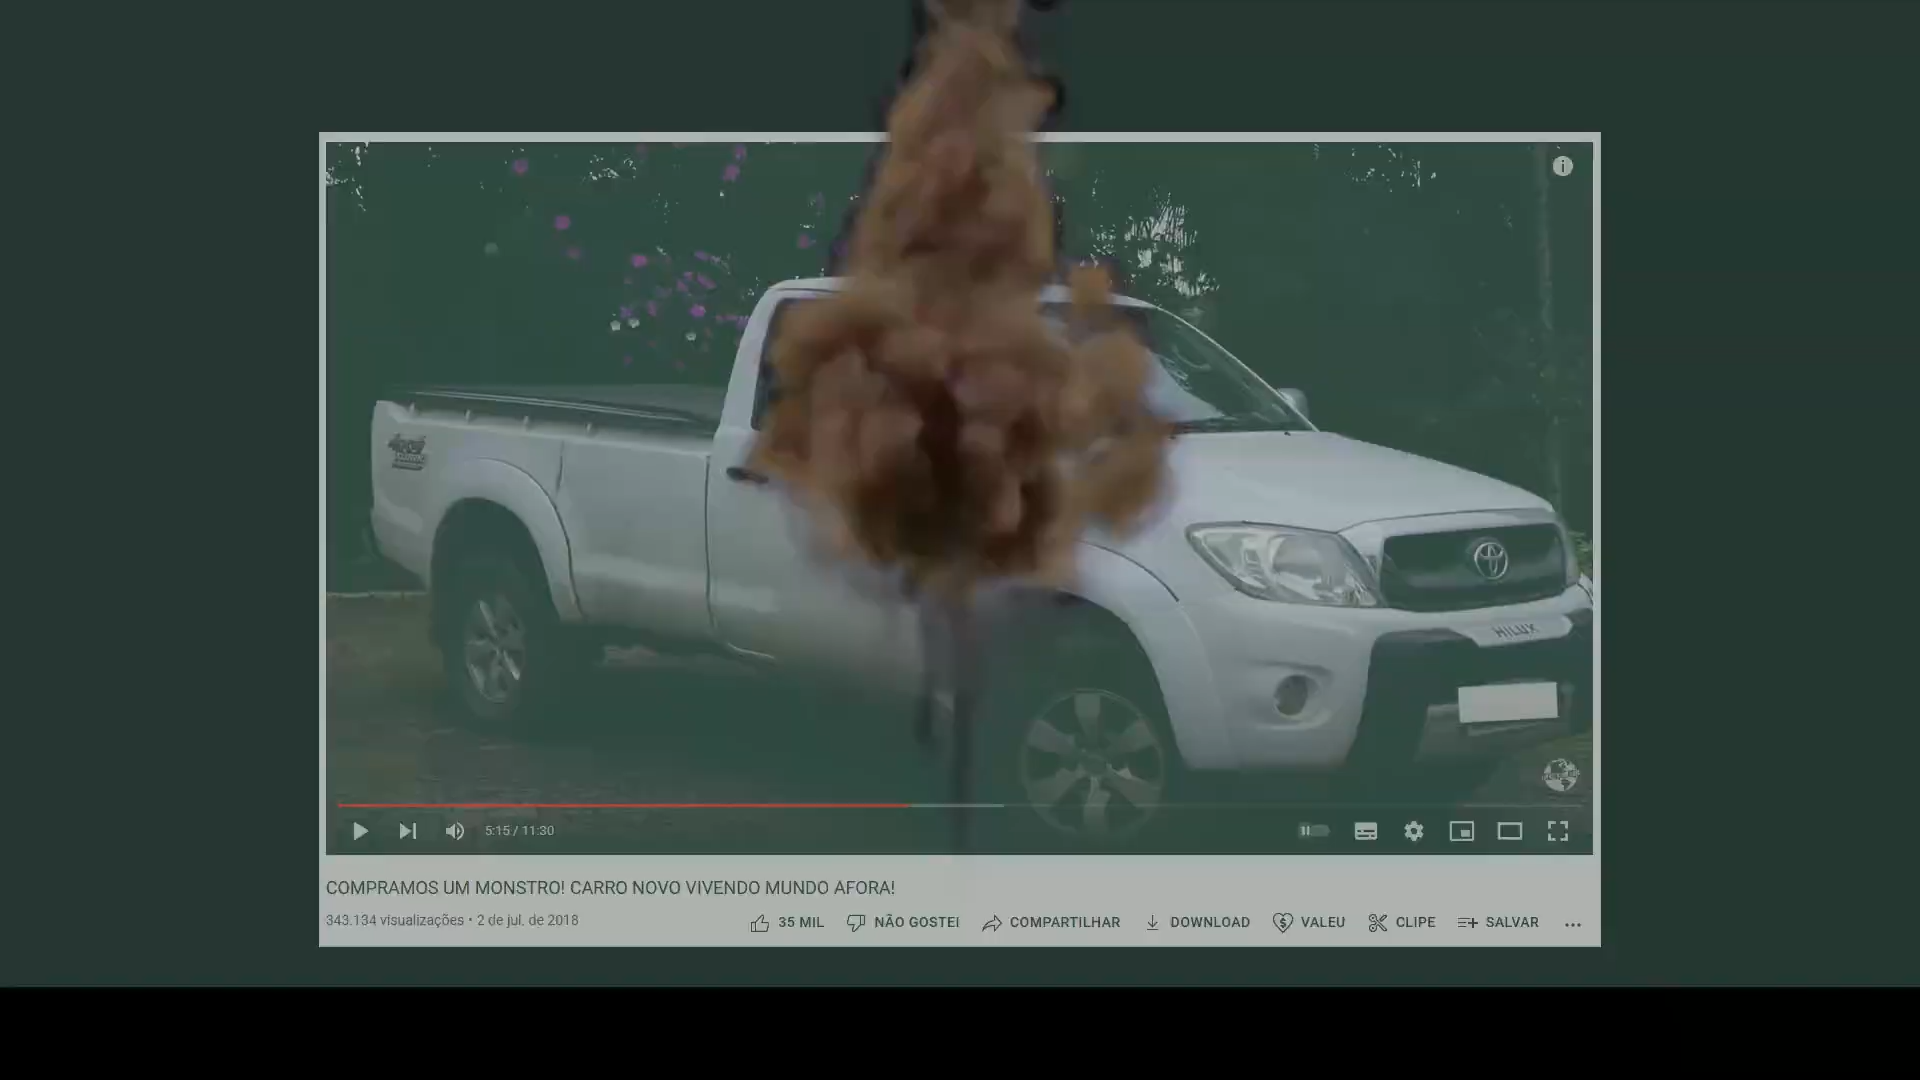 4x4
HILUX
5:15 / 11:30
COMPRAMOS UM MONSTRO! CARRO NOVO VIVENDO MUNDO AFORA!
343.134 visualizações • 2 de jul. de 2018
35 MIL NÃO GOSTEI COMPARTILHAR DOWNLOAD VALEU CLIPE SALVAR ...